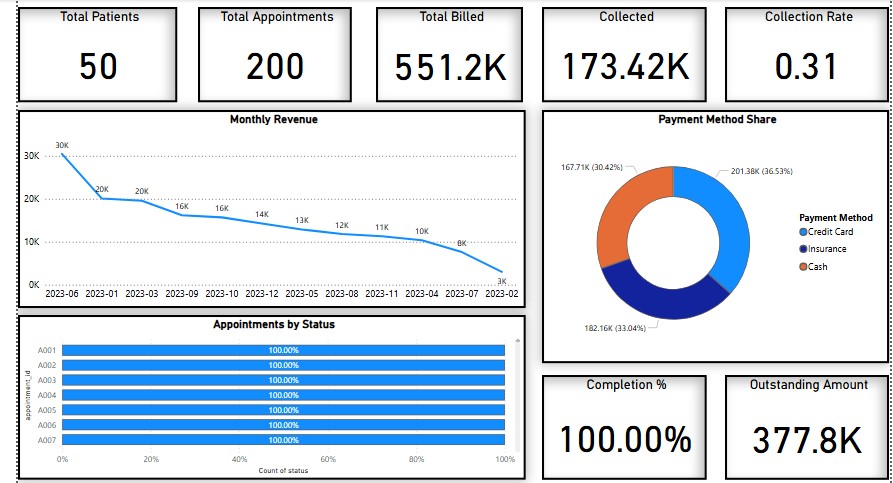 Total Patients
50
Total Appointments
200
Total Billed
551.2K
Collected
173.42K
Collection Rate
0.31
Monthly Revenue
30K
20K
10K
0K
30K
20K
20K
16K
16K
14K
13K
12K
11K
10K
8K
3K
2023-06 2023-01 2023-03 2023-09 2023-10 2023-12 2023-05 2023-08 2023-11 2023-04 2023-07 2023-02
Payment Method Share
167.71K (30.42%)
201.38K (36.53%)
182.16K (33.04%)
Payment Method
Credit Card
Insurance
Cash
Appointments by Status
appointment_id
A001 100.00%
A002 100.00%
A003 100.00%
A004 100.00%
A005 100.00%
A006 100.00%
A007 100.00%
0% 20% 40% 60% 80% 100%
Count of status
Completion %
100.00%
Outstanding Amount
377.8K